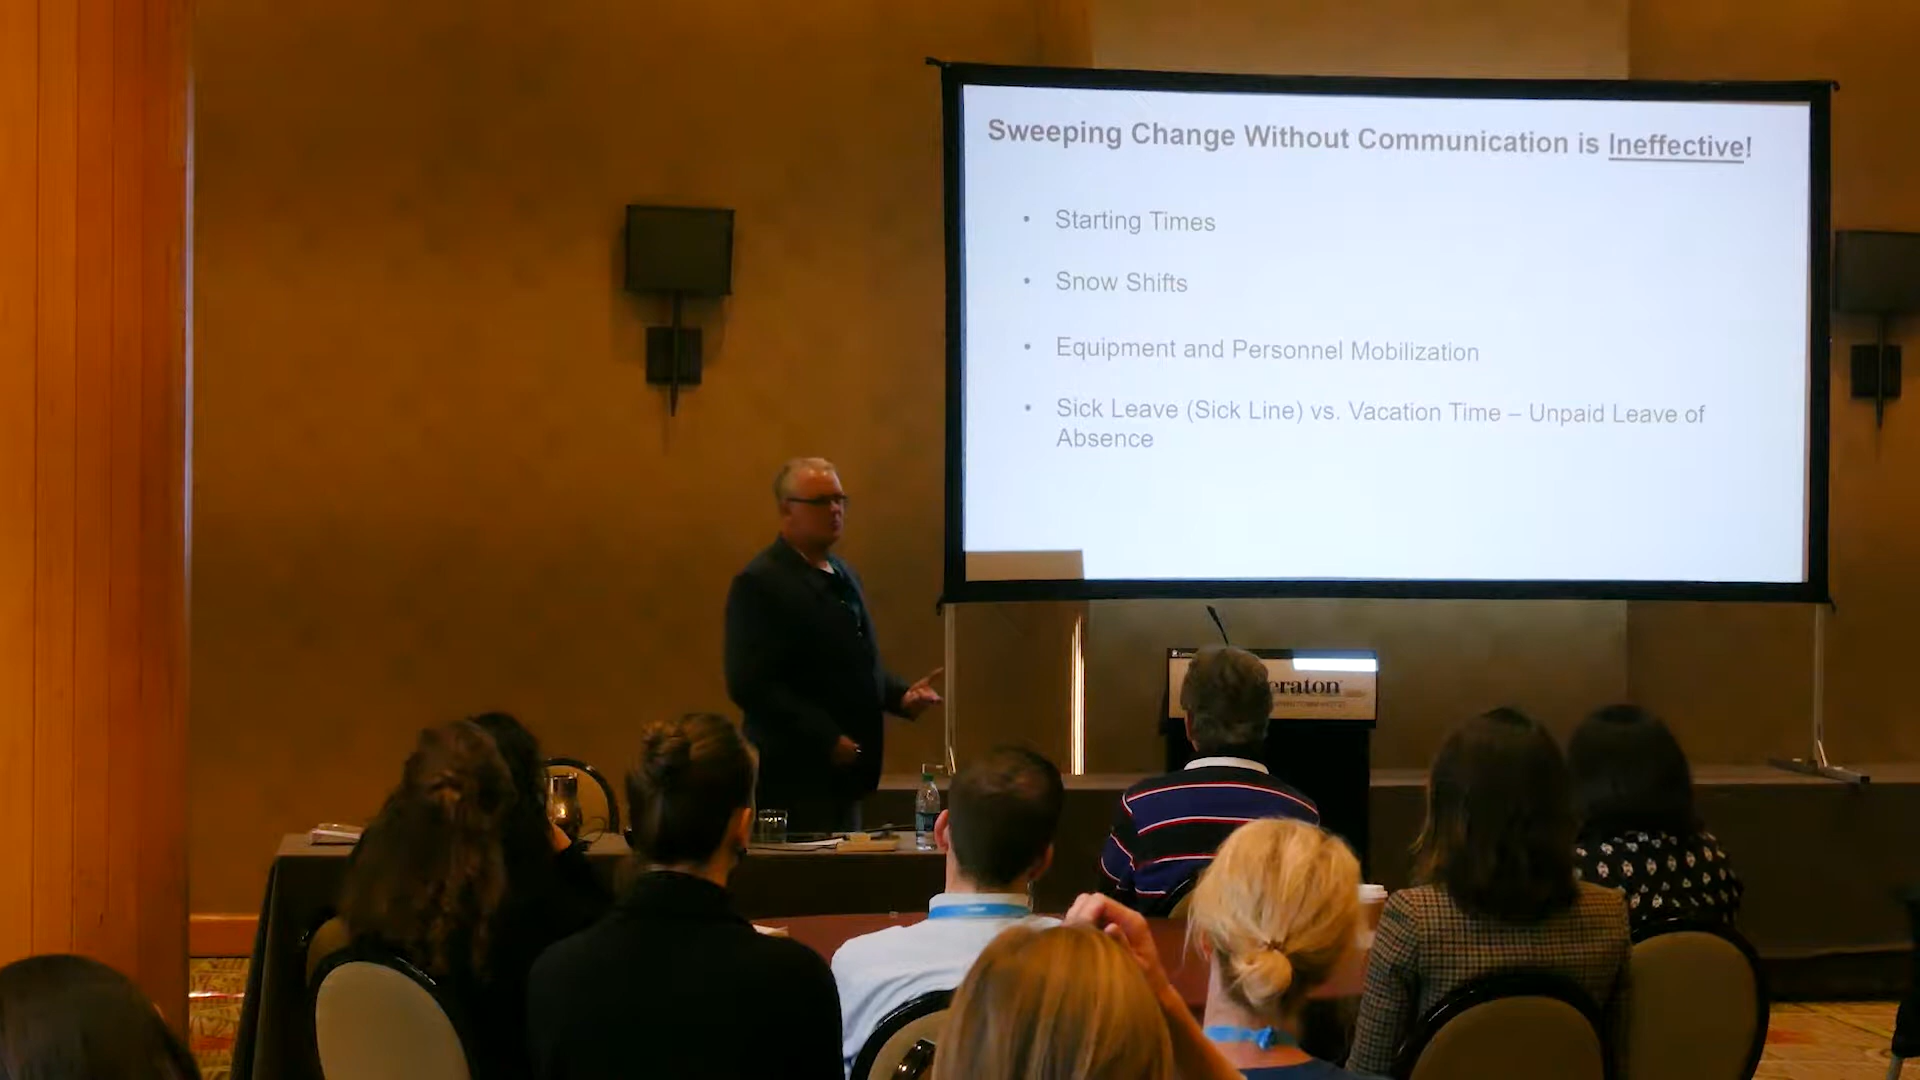 Sweeping Change Without Communication is Ineffective!
• Starting Times
• Snow Shifts
• Equipment and Personnel Mobilization
• Sick Leave (Sick Line) vs. Vacation Time – Unpaid Leave of
Absence
eraton